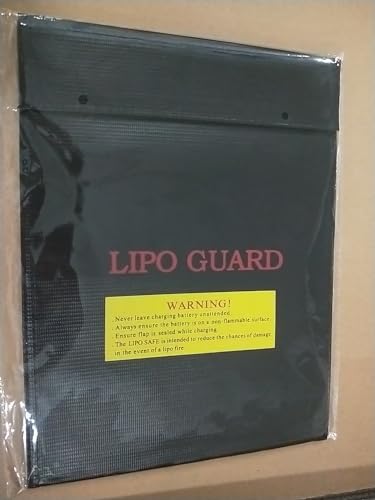 LIPO GUARD
WARNING!
. Never leave charging battery unattended
. Always ensure the battery is on a non-flammable surface
. Ensure flap is sealed while charging
. The LIPO SAFE is intended to reduce the chances of damage
in the event of a lipo fire